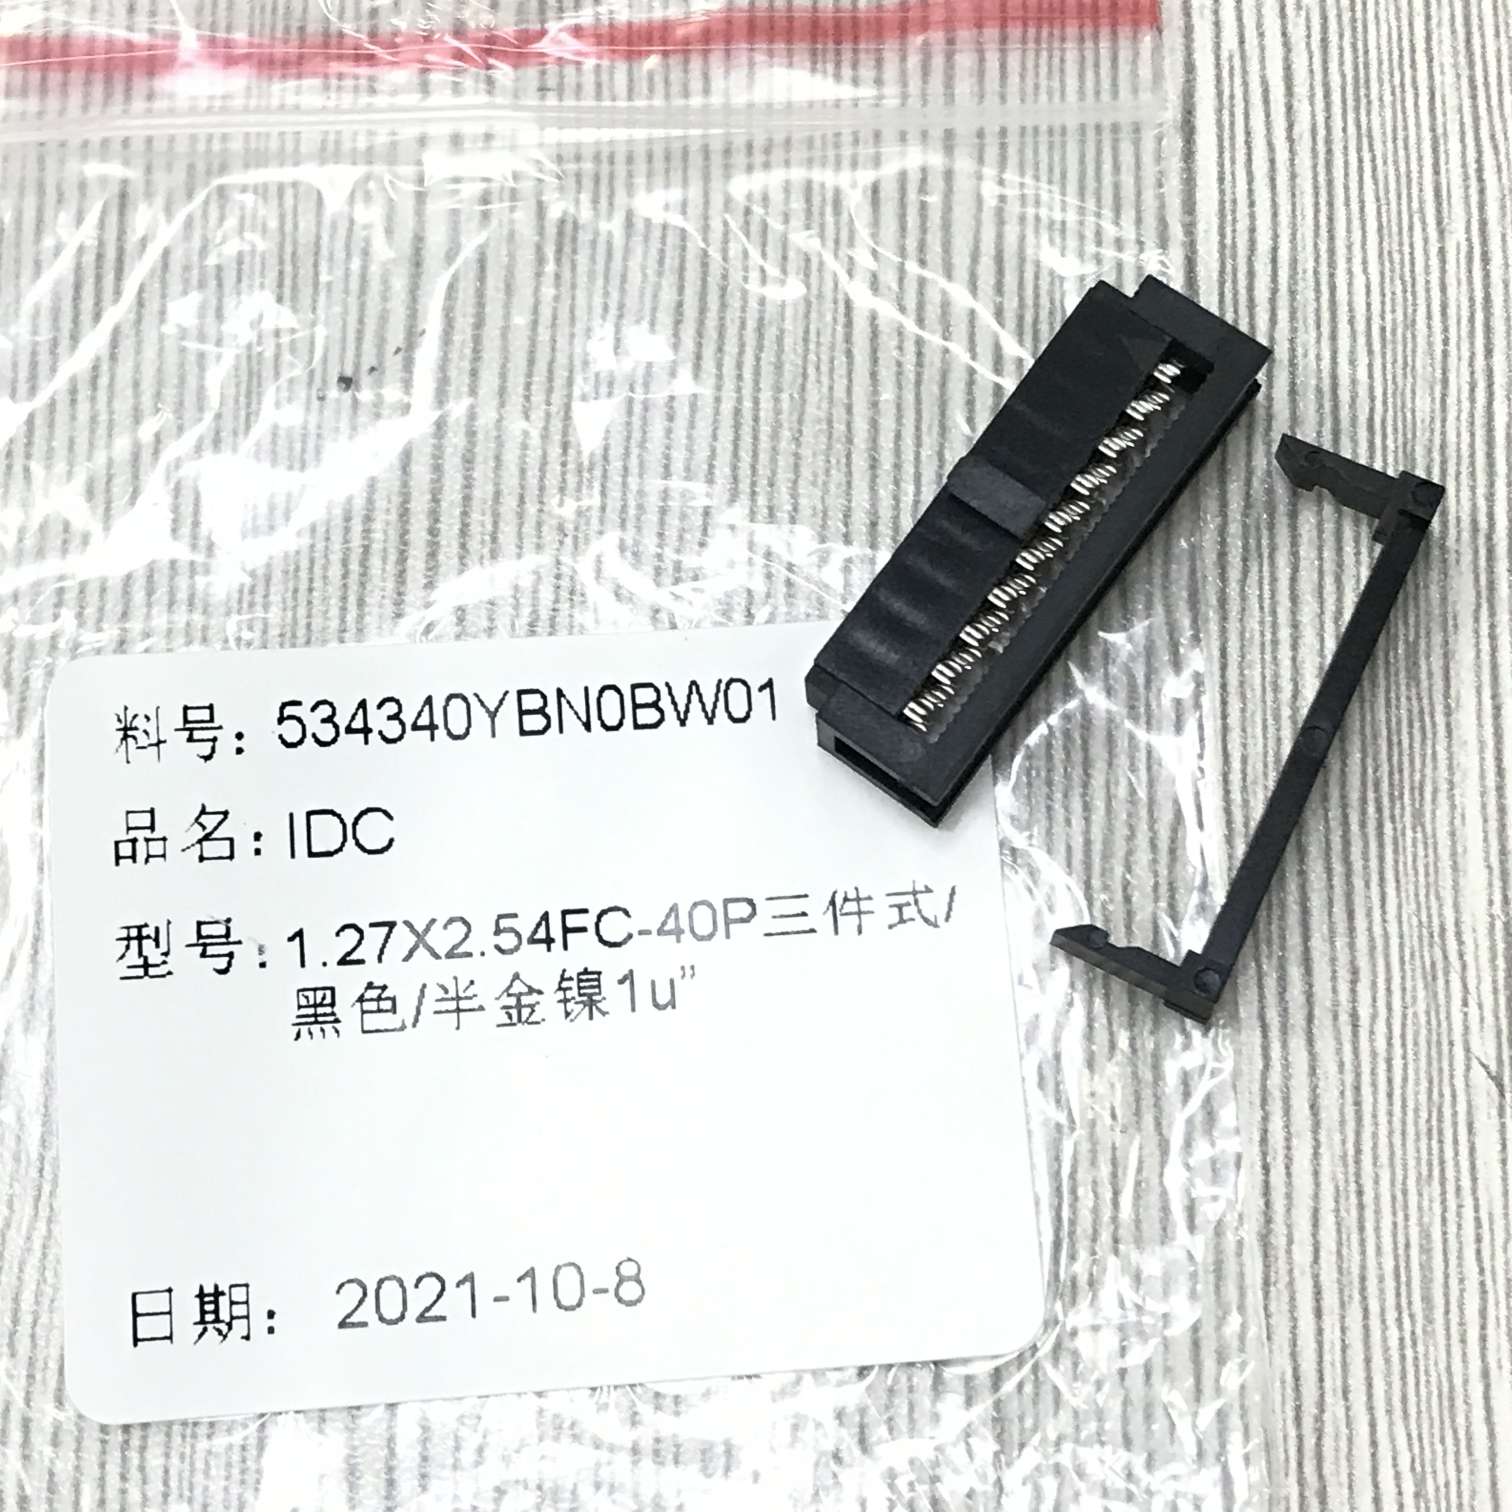 料号: 534340YBN0BW01
品名: IDC
型号: 1.27X2.54FC-40P三件式/
黑色/半金镍1u"
日期: 2021-10-8